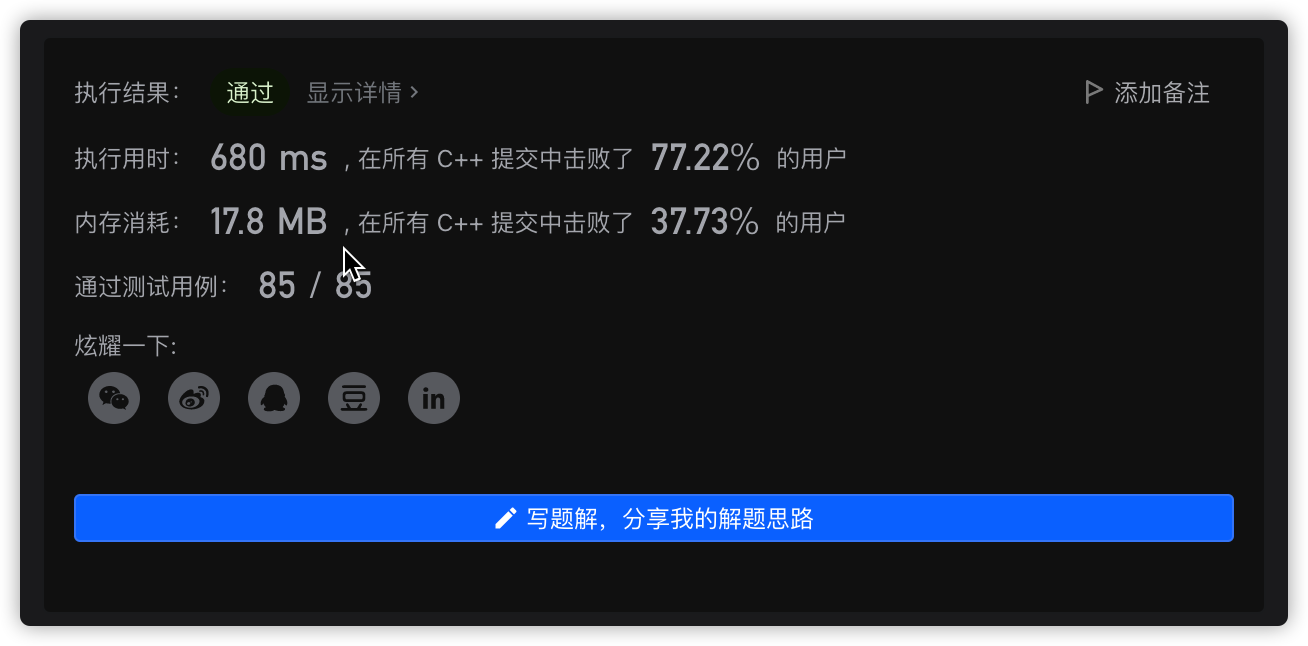 执行结果： 通过 显示详情 > 添加备注
执行用时： 680 ms , 在所有 C++ 提交中击败了 77.22% 的用户
内存消耗： 17.8 MB , 在所有 C++ 提交中击败了 37.73% 的用户
通过测试用例： 85 / 85
炫耀一下:
豆 in
写题解，分享我的解题思路